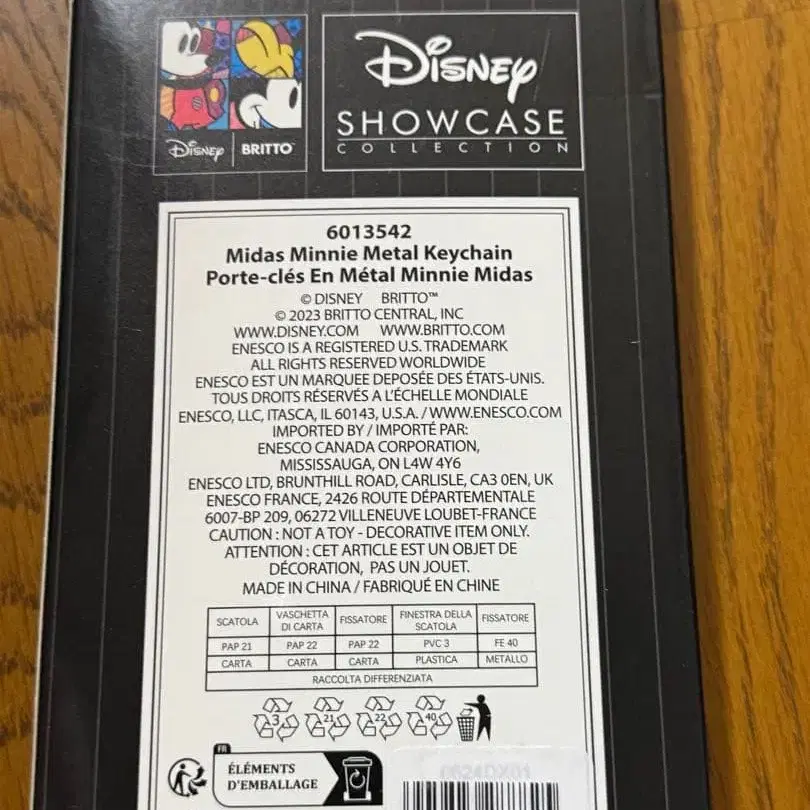 Disney | BRITTO™
Disney
SHOWCASE
COLLECTION
6013542
Midas Minnie Metal Keychain
Porte-clés En Métal Minnie Midas
© DISNEY BRITTO™
© 2023 BRITTO CENTRAL, INC
WWW.DISNEY.COM WWW.BRITTO.COM
ENESCO IS A REGISTERED U.S. TRADEMARK
ALL RIGHTS RESERVED WORLDWIDE
ENESCO EST UN MARQUEE DEPOSÉE DES ÉTATS-UNIS.
TOUS DROITS RÉSERVÉS A L'ÉCHELLE MONDIALE
ENESCO, LLC, ITASCA, IL 60143, U.S.A. / WWW.ENESCO.COM
IMPORTED BY / IMPORTÉ PAR:
ENESCO CANADA CORPORATION,
MISSISSAUGA, ON L4W 4Y6
ENESCO LTD, BRUNTHILL ROAD, CARLISLE, CA3 0EN, UK
ENESCO FRANCE, 2426 ROUTE DÉPARTEMENTALE
6007-BP 209, 06272 VILLENEUVE LOUBET-FRANCE
CAUTION : NOT A TOY - DECORATIVE ITEM ONLY.
ATTENTION : CET ARTICLE EST UN OBJET DE
DÉCORATION, PAS UN JOUET.
MADE IN CHINA / FABRIQUÉ EN CHINE
SCATOLA VASCHETTA DI CARTA FISSATORE FINESTRA DELLA SCATOLA FISSATORE
PAP 21 PAP 22 PAP 22 PVC 3 FE 40
CARTA CARTA CARTA PLASTICA METALLO
RACCOLTA DIFFERENZIATA
3 21 22 40
FR
ÉLÉMENTS
D'EMBALLAGE
0624DX01